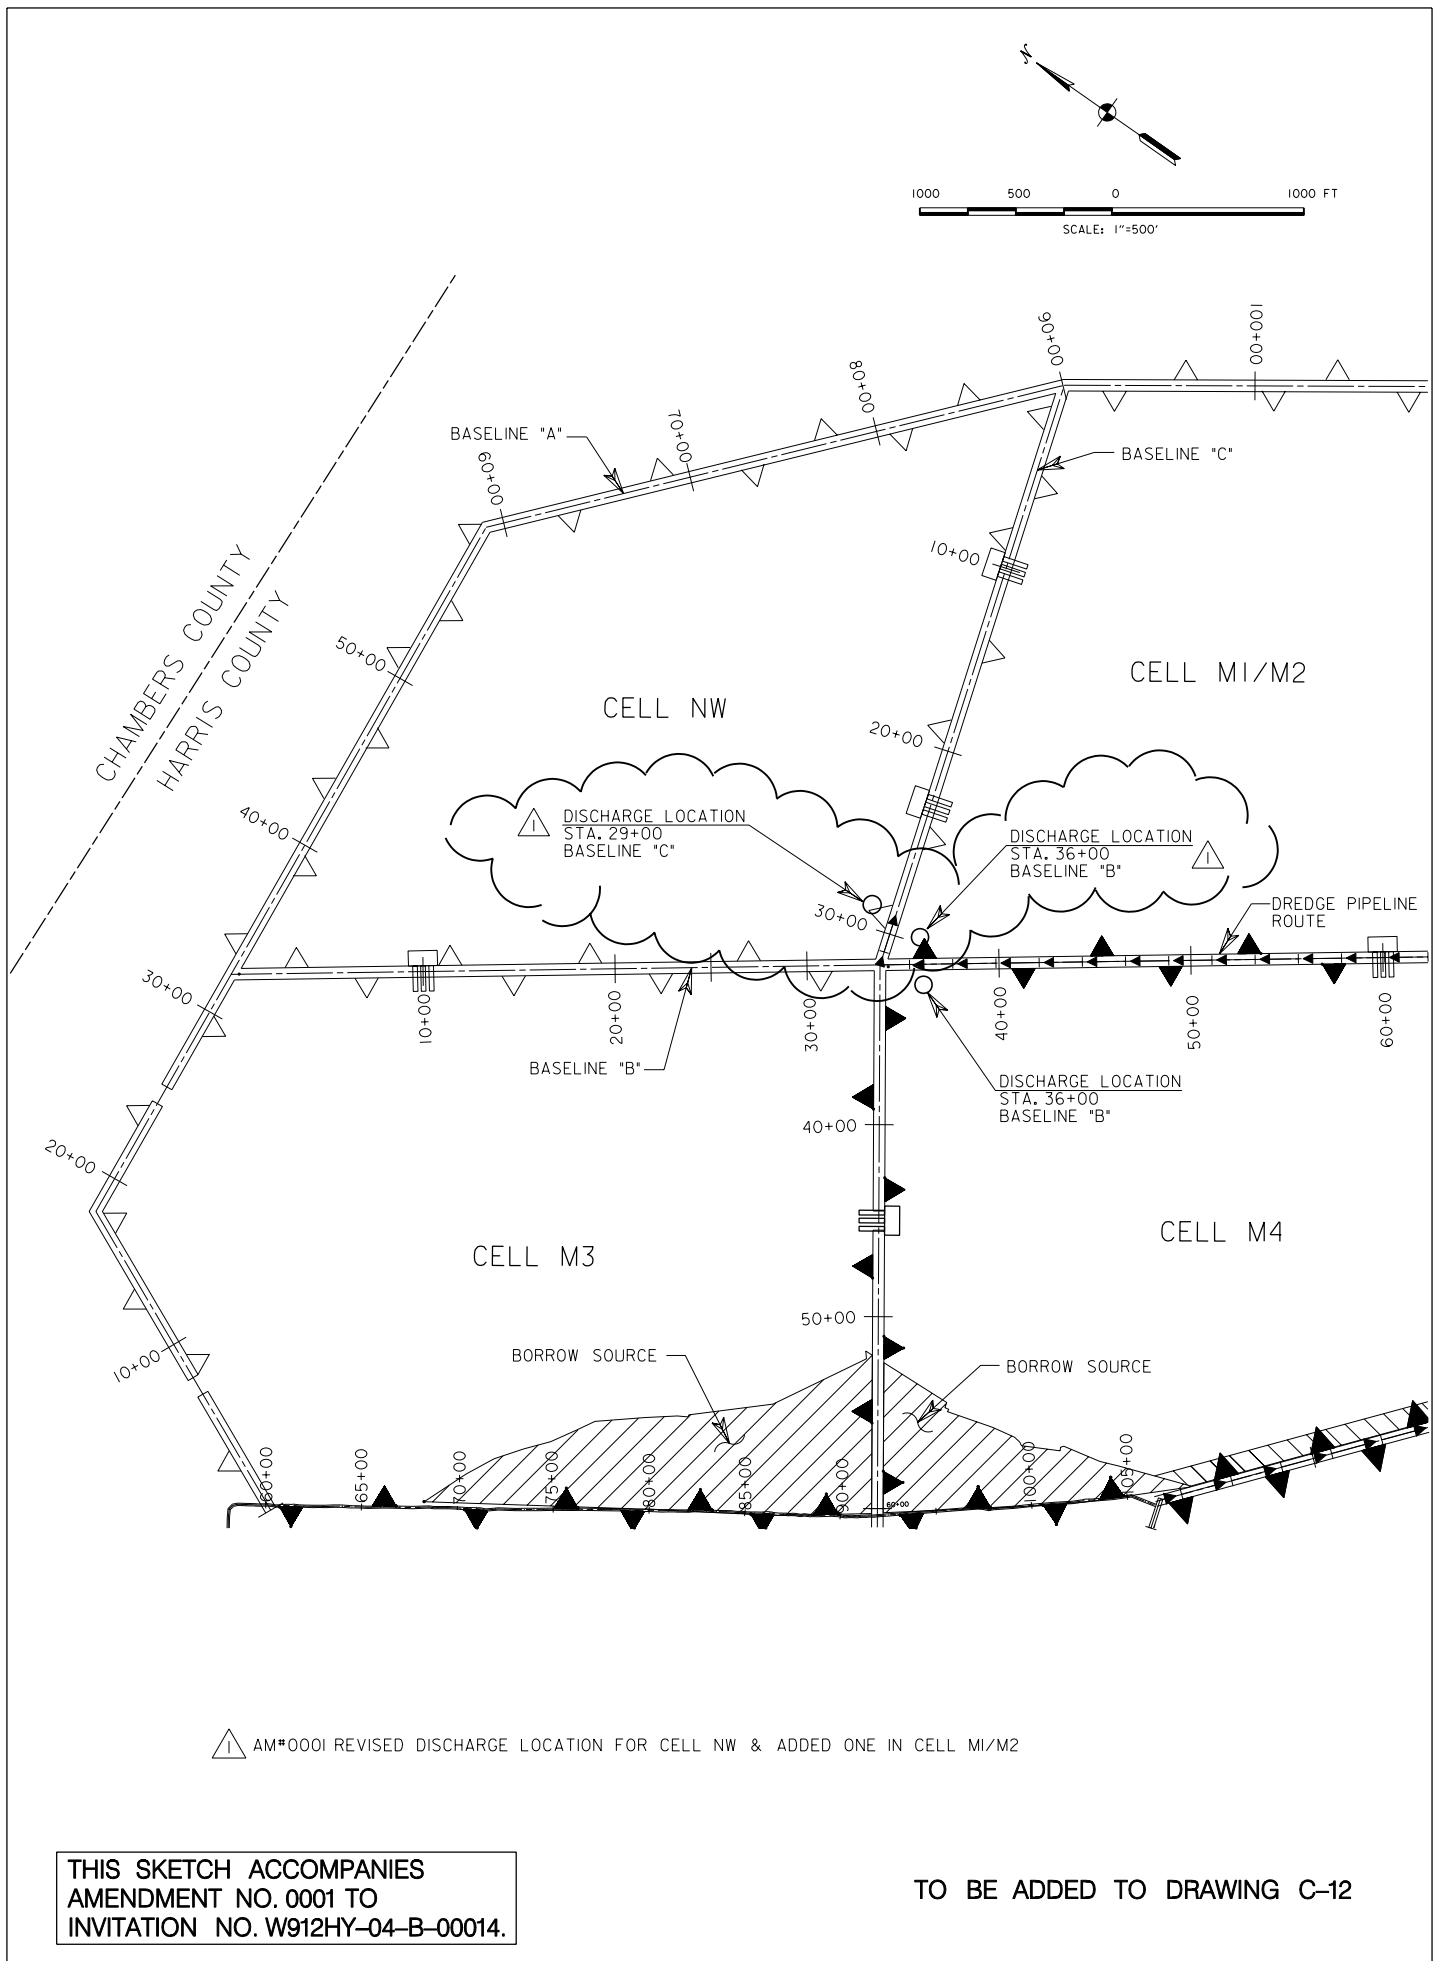 N
1000 500 0 1000 FT
SCALE: 1"=500'
90+00
100+00
80+00
70+00
BASELINE "A"
60+00
BASELINE "C"
10+00
CHAMBERS COUNTY
HARRIS COUNTY
50+00
CELL NW
CELL M1/M2
20+00
40+00
1
DISCHARGE LOCATION
STA. 29+00
BASELINE "C"
DISCHARGE LOCATION
STA. 36+00
BASELINE "B"
1
30+00
DREDGE PIPELINE
ROUTE
30+00
10+00
20+00
30+00
40+00
50+00
60+00
BASELINE "B"
DISCHARGE LOCATION
STA. 36+00
BASELINE "B"
40+00
20+00
CELL M3
CELL M4
50+00
10+00
BORROW SOURCE
BORROW SOURCE
60+00
65+00
70+00
75+00
80+00
85+00
90+00
60+00
100+00
105+00
1 AM#0001 REVISED DISCHARGE LOCATION FOR CELL NW & ADDED ONE IN CELL M1/M2
THIS SKETCH ACCOMPANIES
AMENDMENT NO. 0001 TO
INVITATION NO. W912HY-04-B-00014.
TO BE ADDED TO DRAWING C-12